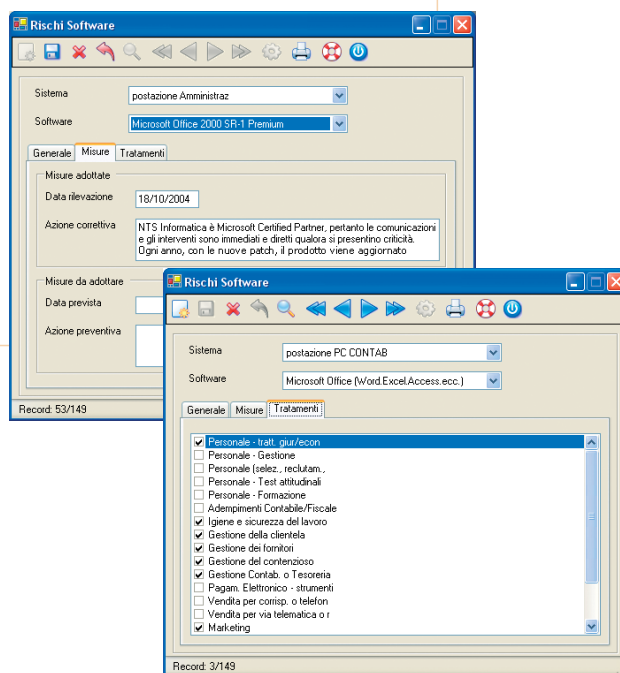 Rischi Software
Sistema
postazione Amministraz
Software
Microsoft Office 2000 SR-1 Premium
Generale Misure Tratamenti
Misure adottate
Data rilevazione
18/10/2004
Azione correttiva
NTS Informatica è Microsoft Certified Partner, pertanto le comunicazioni
e gli interventi sono immediati e diretti qualora si presentino criticità.
Ogni anno, con le nuove patch, il prodotto viene aggiornato
Misure da adottare
Data prevista
Azione preventiva
Record: 53/149
Rischi Software
Sistema
postazione PC CONTAB
Software
Microsoft Office (Word.Excel.Access.ecc.)
Generale Misure Tratamenti
Personale - tratt. giur/econ
Personale - Gestione
Personale (selez., reclutam.,
Personale - Test attitudinali
Personale - Formazione
Adempimenti Contabile/Fiscale
Igiene e sicurezza del lavoro
Gestione della clientela
Gestione dei fornitori
Gestione del contenzioso
Gestione Contab. o Tesoreria
Pagam. Elettronico - strumenti
Vendita per corrisp. o telefon
Vendita per via telematica o r
Marketing
Record: 3/149